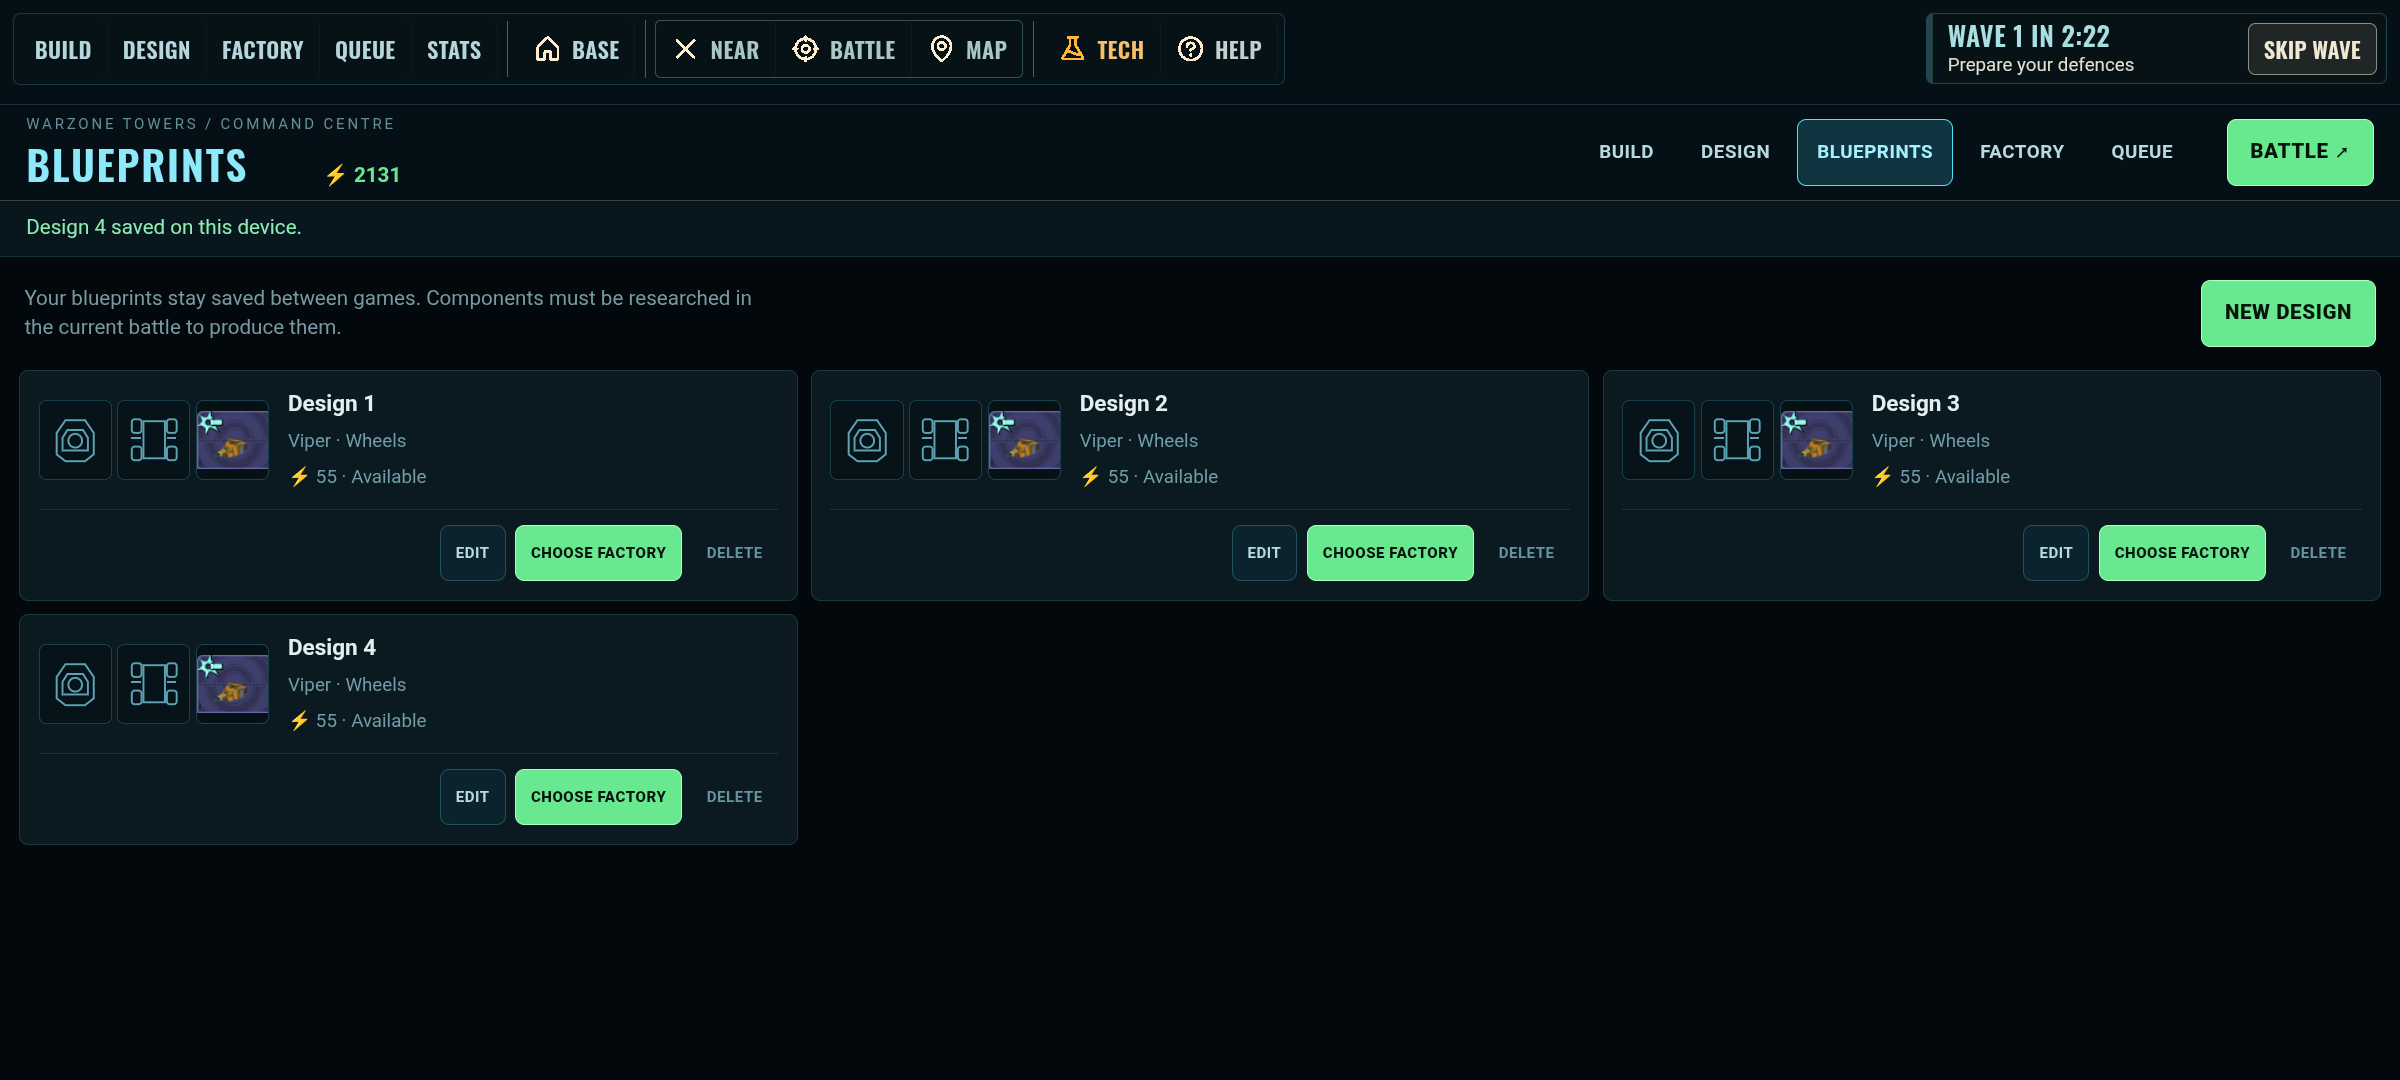 BUILD DESIGN FACTORY QUEUE STATS BASE NEAR BATTLE MAP TECH HELP
WAVE 1 IN 2:22
Prepare your defences
SKIP WAVE
WARZONE TOWERS / COMMAND CENTRE
BLUEPRINTS
⚡ 2131
BUILD DESIGN BLUEPRINTS FACTORY QUEUE BATTLE ↗
Design 4 saved on this device.
Your blueprints stay saved between games. Components must be researched in
the current battle to produce them.
NEW DESIGN
Design 1
Viper · Wheels
⚡ 55 · Available
EDIT CHOOSE FACTORY DELETE
Design 2
Viper · Wheels
⚡ 55 · Available
EDIT CHOOSE FACTORY DELETE
Design 3
Viper · Wheels
⚡ 55 · Available
EDIT CHOOSE FACTORY DELETE
Design 4
Viper · Wheels
⚡ 55 · Available
EDIT CHOOSE FACTORY DELETE